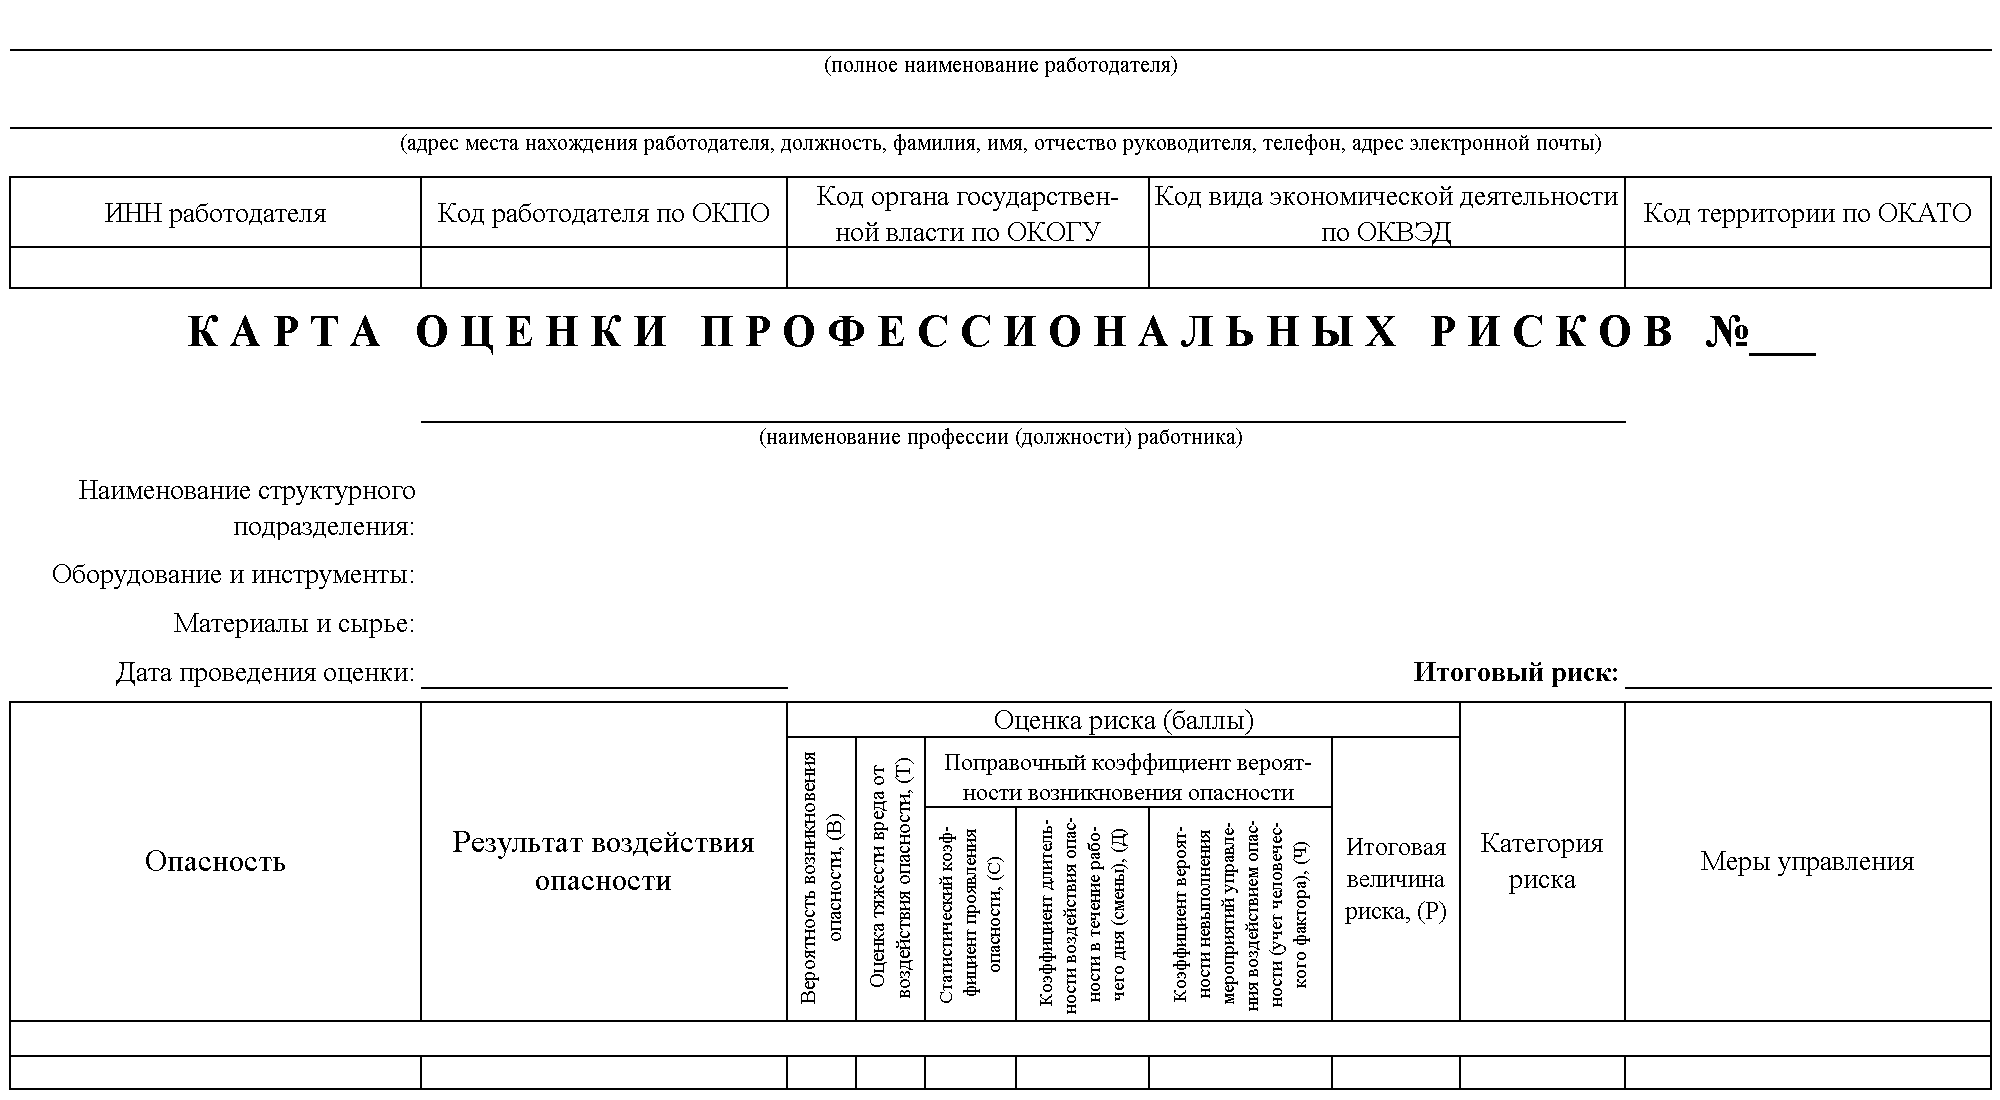 (полное наименование работодателя)
(адрес места нахождения работодателя, должность, фамилия, имя, отчество руководителя, телефон, адрес электронной почты)
ИНН работодателя
Код работодателя по ОКПО
Код органа государствен-
ной власти по ОКОГУ
Код вида экономической деятельности
по ОКВЭД
Код территории по ОКАТО
КАРТА ОЦЕНКИ ПРОФЕССИОНАЛЬНЫХ РИСКОВ №___
(наименование профессии (должности) работника)
Наименование структурного
подразделения:
Оборудование и инструменты:
Материалы и сырье:
Дата проведения оценки:
Итоговый риск:
Опасность
Результат воздействия
опасности
Оценка риска (баллы)
Вероятность возникновения
опасности, (В)
Оценка тяжести вреда от
воздействия опасности, (Т)
Поправочный коэффициент вероят-
ности возникновения опасности
Статистический коэф-
фициент проявления
опасности, (С)
Коэффициент длитель-
ности воздействия опас-
ности в течение рабо-
чего дня (смены), (Д)
Коэффициент вероят-
ности невыполнения
мероприятий управле-
ния воздействием опас-
ности (учет человечес-
кого фактора), (Ч)
Итоговая
величина
риска, (Р)
Категория
риска
Меры управления